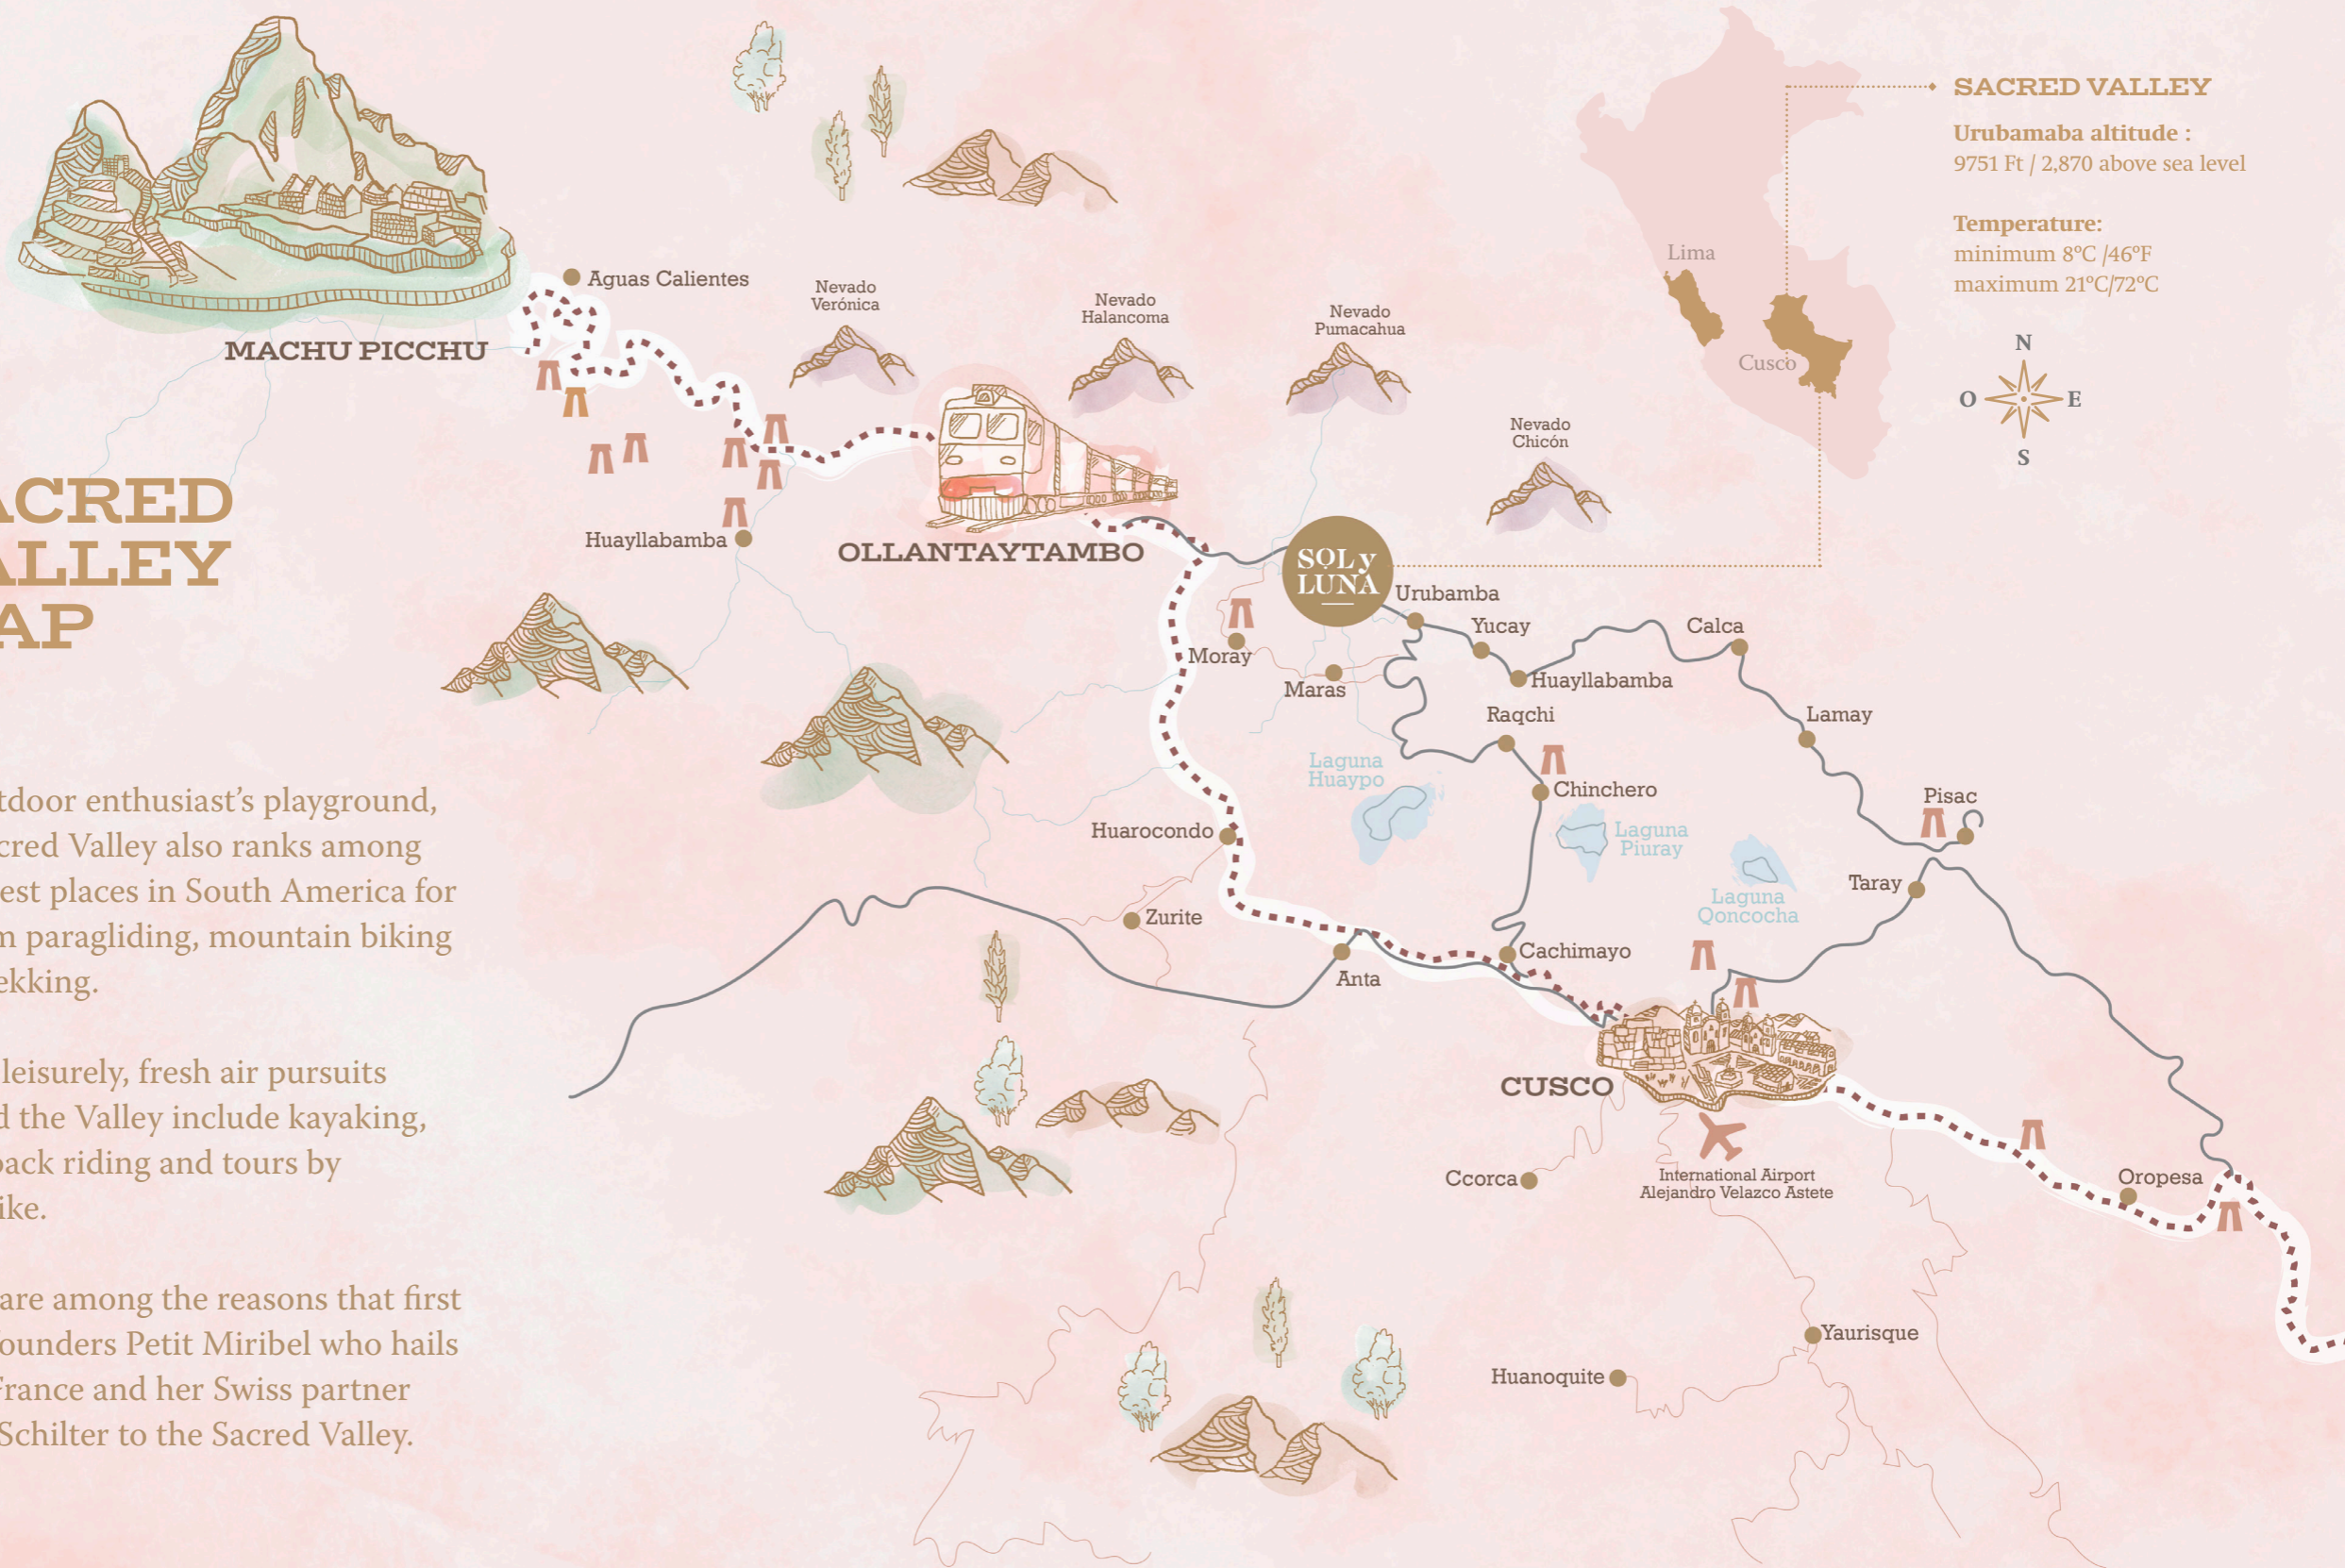 SACRED VALLEY
Urubamaba altitude :
9751 Ft / 2,870 above sea level
Temperature:
minimum 8ºC /46ºF
maximum 21ºC/72ºC
Lima
Cusco
N
O
E
S
Aguas Calientes
MACHU PICCHU
Nevado
Verónica
Nevado
Halancoma
Nevado
Pumacahua
Nevado
Chicón
Huayllabamba
OLLANTAYTAMBO
SOL y
LUNA
Urubamba
Yucay
Calca
Moray
Maras
Huayllabamba
Raqchi
Lamay
Laguna
Huaypo
Chinchero
Pisac
Laguna
Piuray
Huarocondo
Taray
Laguna
Qoncocha
Zurite
Cachimayo
Anta
CUSCO
Ccorca
International Airport
Alejandro Velazco Astete
Oropesa
Yaurisque
Huanoquite
ACRED
ALLEY
AP
tdoor enthusiast’s playground,
cred Valley also ranks among
est places in South America for
m paragliding, mountain biking
ekking.
leisurely, fresh air pursuits
d the Valley include kayaking,
back riding and tours by
ike.
are among the reasons that first
ounders Petit Miribel who hails
France and her Swiss partner
Schilter to the Sacred Valley.